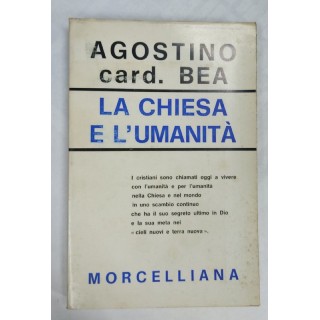 AGOSTINO
card. BEA
LA CHIESA
E L'UMANITÀ
I cristiani sono chiamati oggi a vivere
con l'umanità e per l'umanità
nella Chiesa e nel mondo
in uno scambio continuo
che ha il suo segreto ultimo in Dio
e la sua meta nei
« cieli nuovi e terra nuova ».
MORCELLIANA